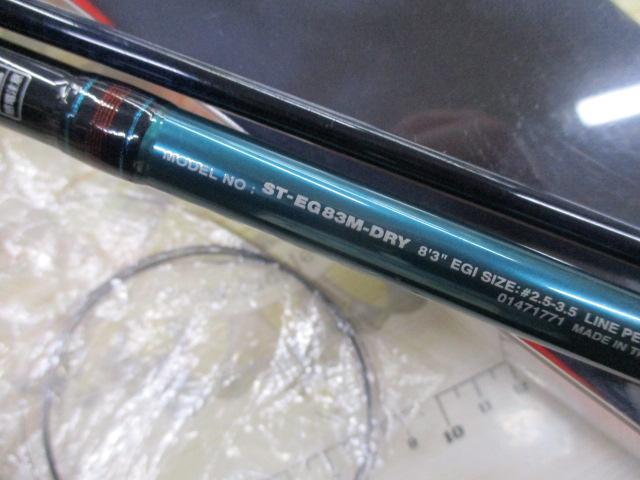 MODEL NO : ST-EG83M-DRY 8'3" EGI SIZE:#2.5-3.5 LINE PE
01471771 MADE IN T
10